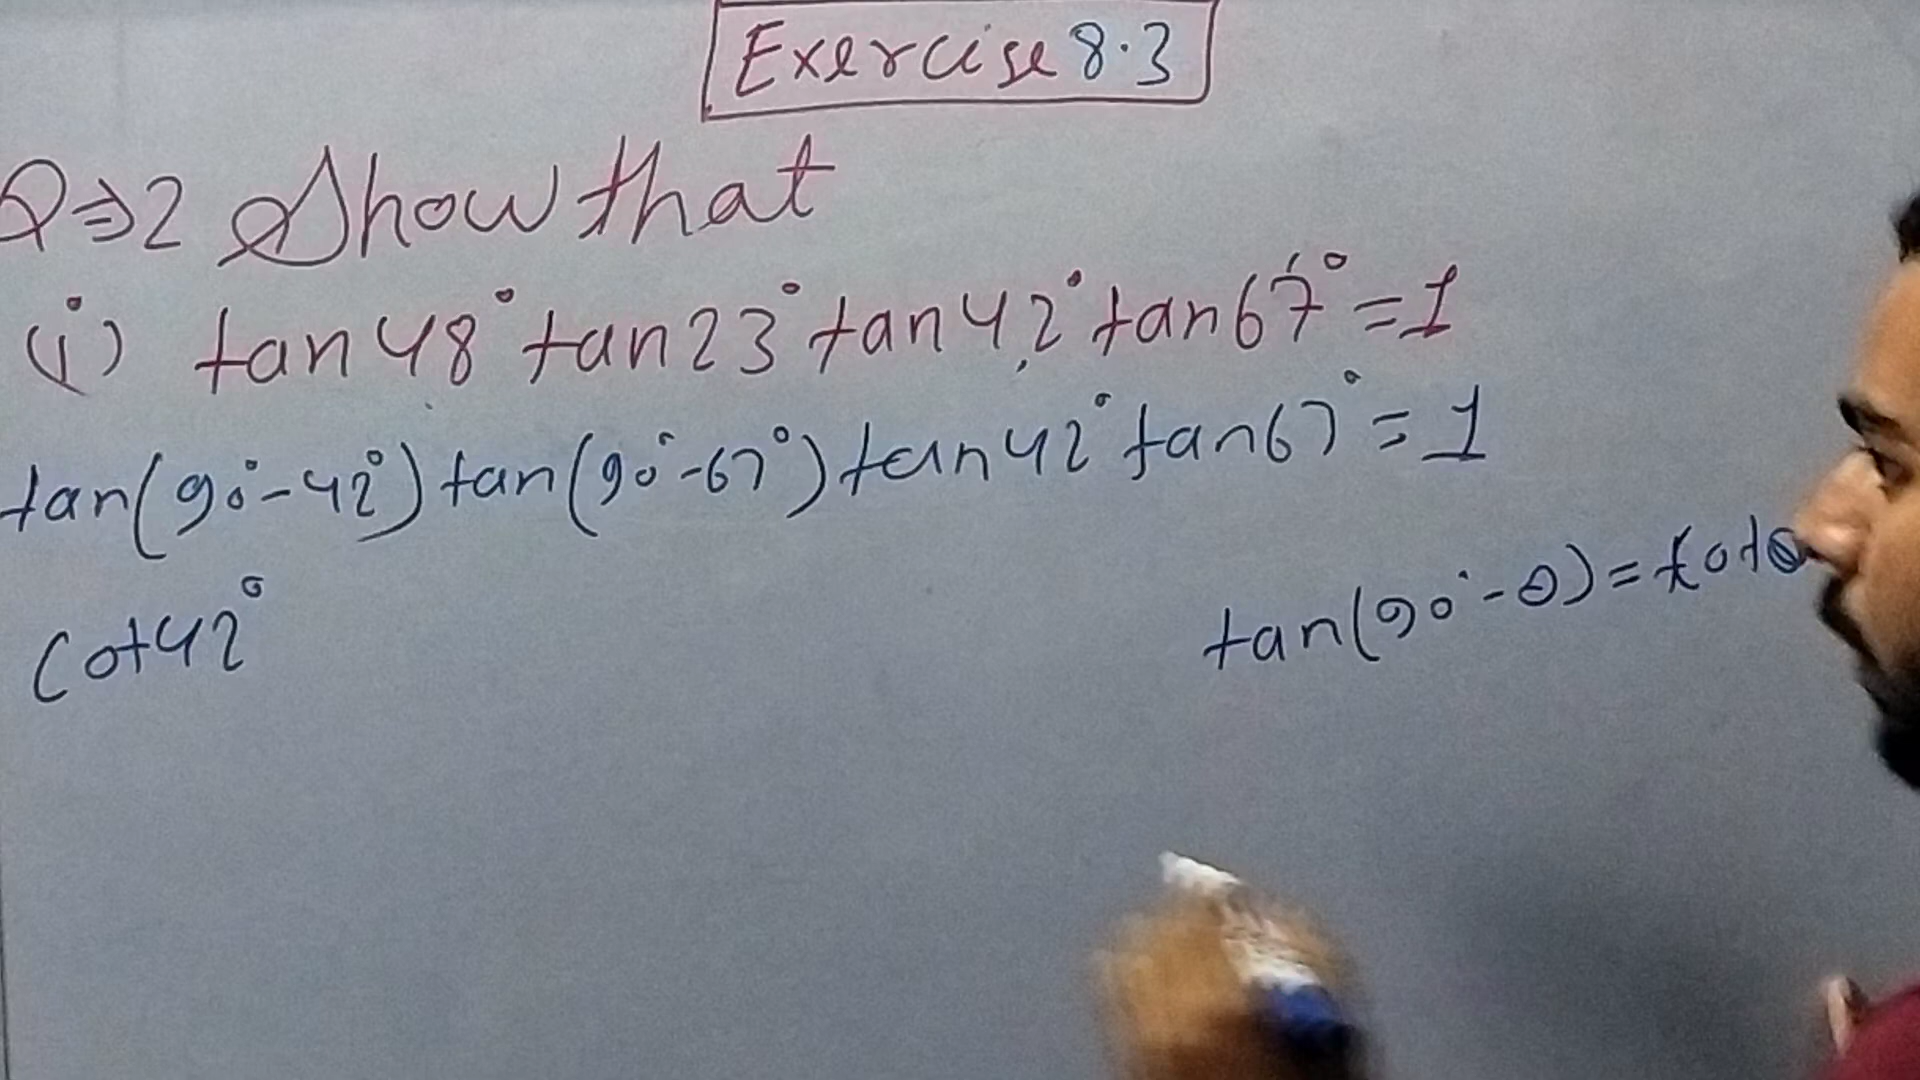 Exercise 8.3
Q⇒2 Show that
(i) tan48° tan23° tan42° tan67° = 1
tan(90°-42°) tan(90°-67°) tan42° tan67° = 1
tan(90°-θ) = cotθ
cot42°